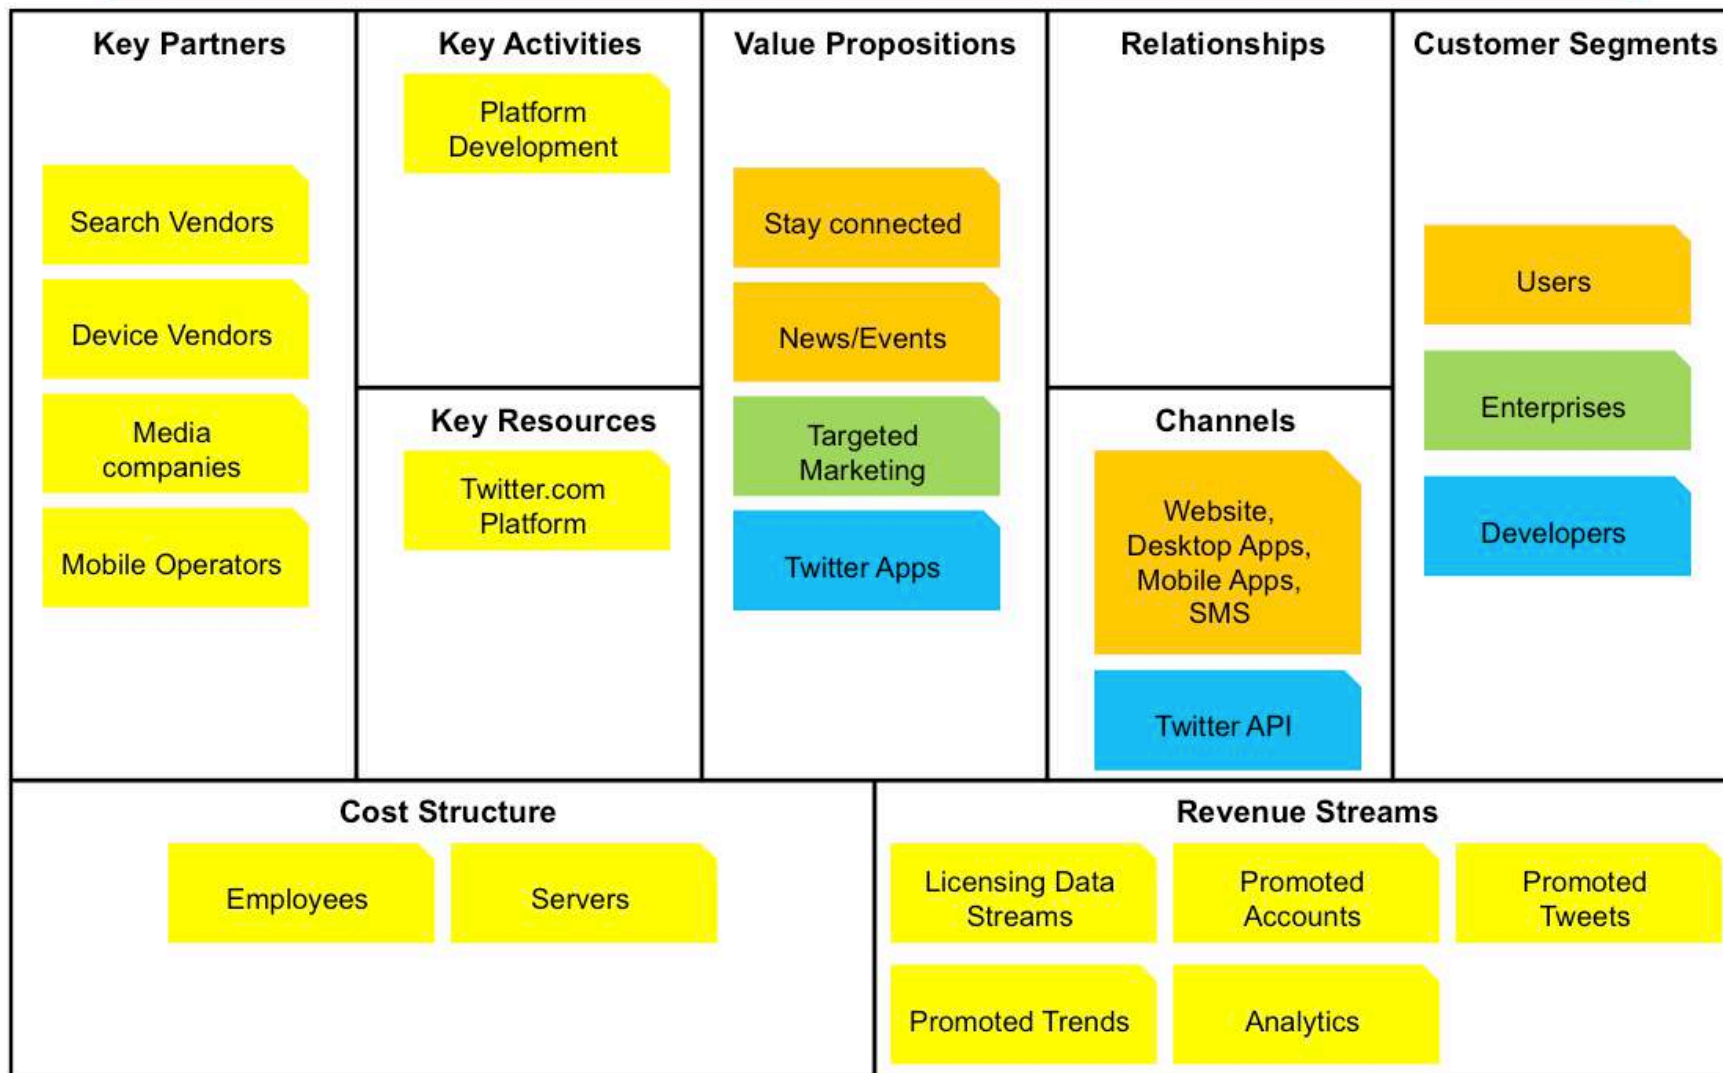 Key Partners
Search Vendors
Device Vendors
Media
companies
Mobile Operators
Key Activities
Platform
Development
Key Resources
Twitter.com
Platform
Value Propositions
Stay connected
News/Events
Targeted
Marketing
Twitter Apps
Relationships
Channels
Website,
Desktop Apps,
Mobile Apps,
SMS
Twitter API
Customer Segments
Users
Enterprises
Developers
Cost Structure
Employees
Servers
Revenue Streams
Licensing Data
Streams
Promoted
Accounts
Promoted
Tweets
Promoted Trends
Analytics